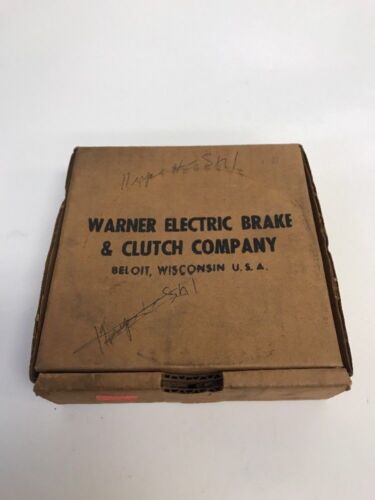 WARNER ELECTRIC BRAKE
& CLUTCH COMPANY
BELOIT, WISCONSIN U. S. A.